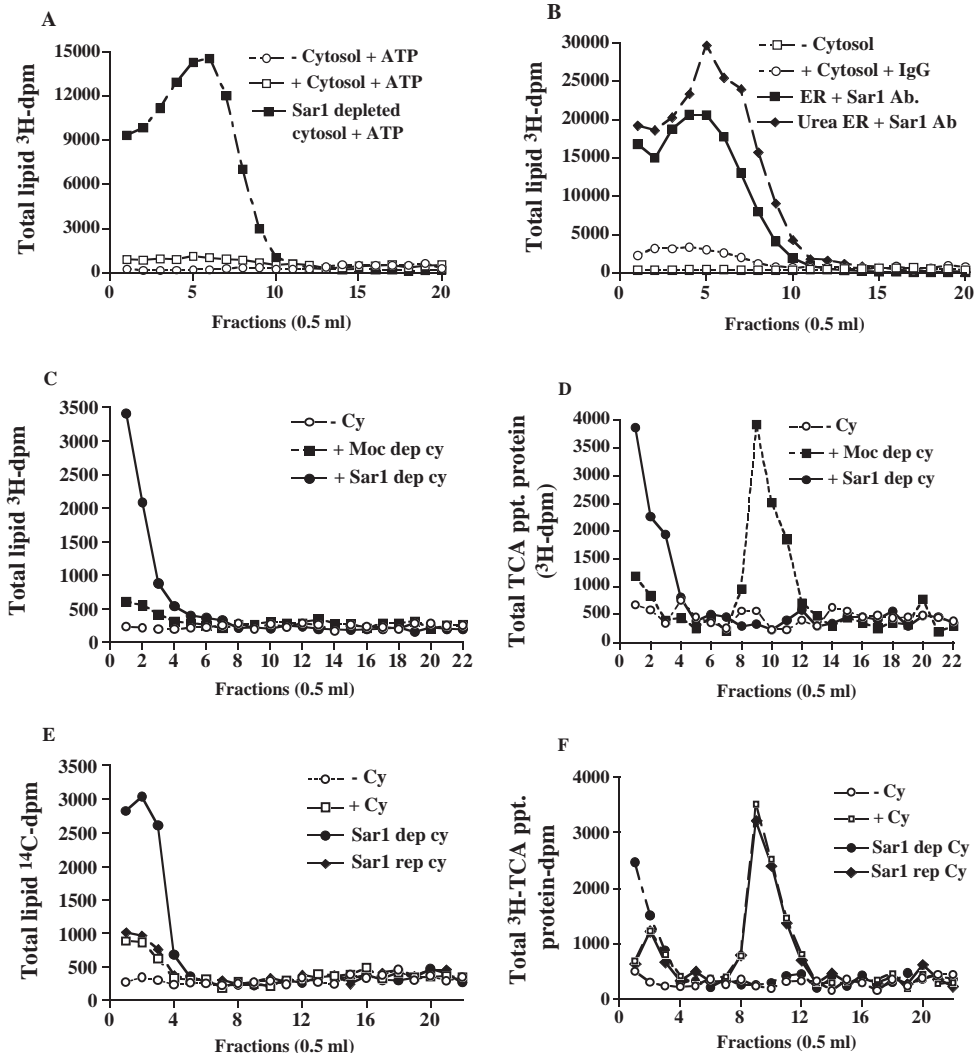 A
Total lipid ³H-dpm
15000
12000
9000
6000
3000
0
- Cytosol + ATP
+ Cytosol + ATP
Sar1 depleted
cytosol + ATP
0 5 10 15 20
Fractions (0.5 ml)
B
Total lipid ³H-dpm
30000
25000
20000
15000
10000
5000
0
- Cytosol
+ Cytosol + IgG
ER + Sar1 Ab.
Urea ER + Sar1 Ab
0 5 10 15 20
Fractions (0.5 ml)
C
Total lipid ³H-dpm
3500
3000
2500
2000
1500
1000
500
0
- Cy
+ Moc dep cy
+ Sar1 dep cy
0 2 4 6 8 10 12 14 16 18 20 22
Fractions (0.5 ml)
D
Total TCA ppt. protein
(³H-dpm)
4000
3500
3000
2500
2000
1500
1000
500
0
- Cy
+ Moc dep cy
+ Sar1 dep cy
0 2 4 6 8 10 12 14 16 18 20 22
Fractions (0.5 ml)
E
Total lipid ¹⁴C-dpm
3500
3000
2500
2000
1500
1000
500
0
- Cy
+ Cy
Sar1 dep cy
Sar1 rep cy
0 4 8 12 16 20
Fractions (0.5 ml)
F
Total ³H-TCA ppt.
protein-dpm
4000
3000
2000
1000
0
- Cy
+ Cy
Sar1 dep Cy
Sar1 rep Cy
0 4 8 12 16 20
Fractions (0.5 ml)